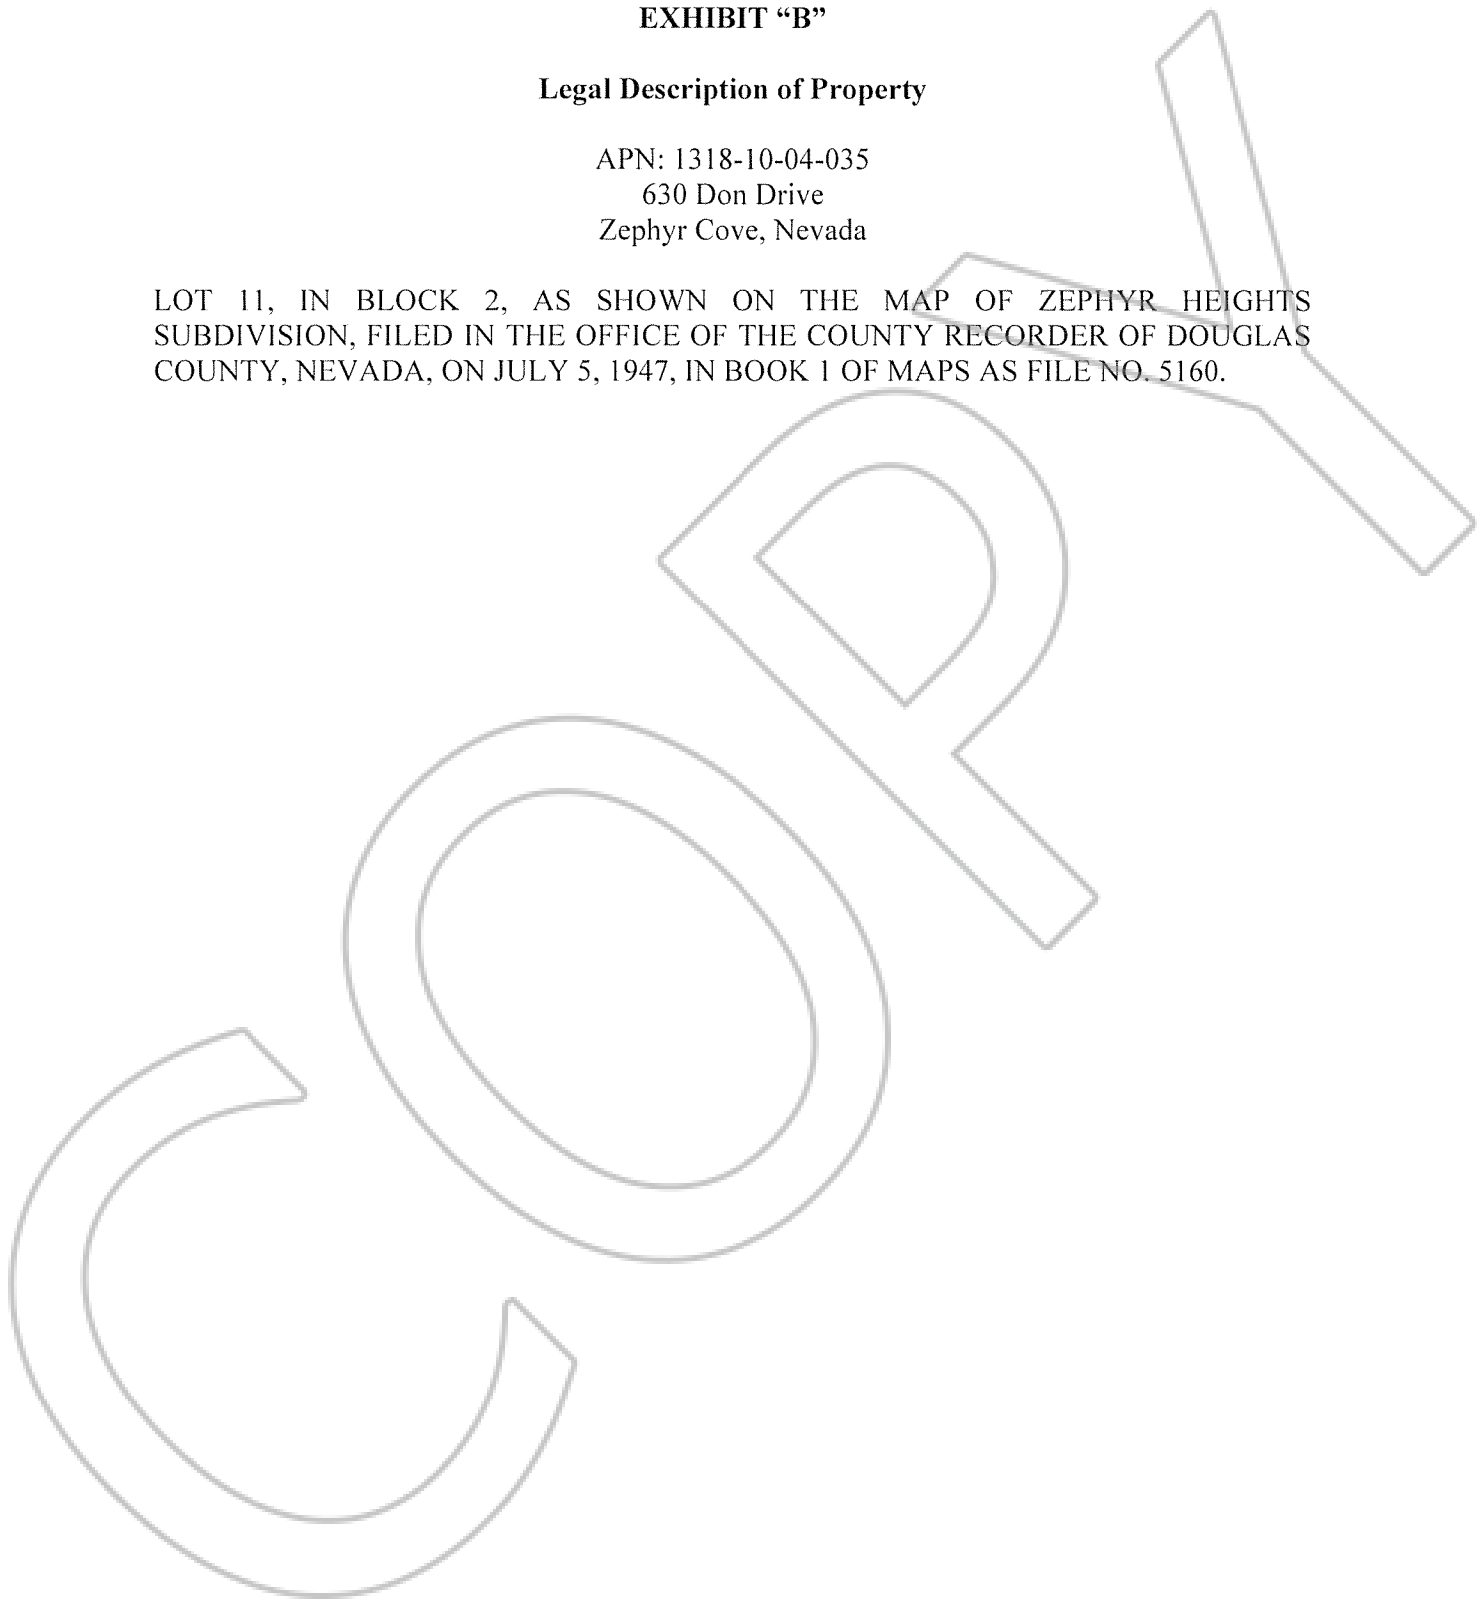 EXHIBIT “B”
Legal Description of Property
APN: 1318-10-04-035
630 Don Drive
Zephyr Cove, Nevada
LOT 11, IN BLOCK 2, AS SHOWN ON THE MAP OF ZEPHYR HEIGHTS
SUBDIVISION, FILED IN THE OFFICE OF THE COUNTY RECORDER OF DOUGLAS
COUNTY, NEVADA, ON JULY 5, 1947, IN BOOK 1 OF MAPS AS FILE NO. 5160.
COPY